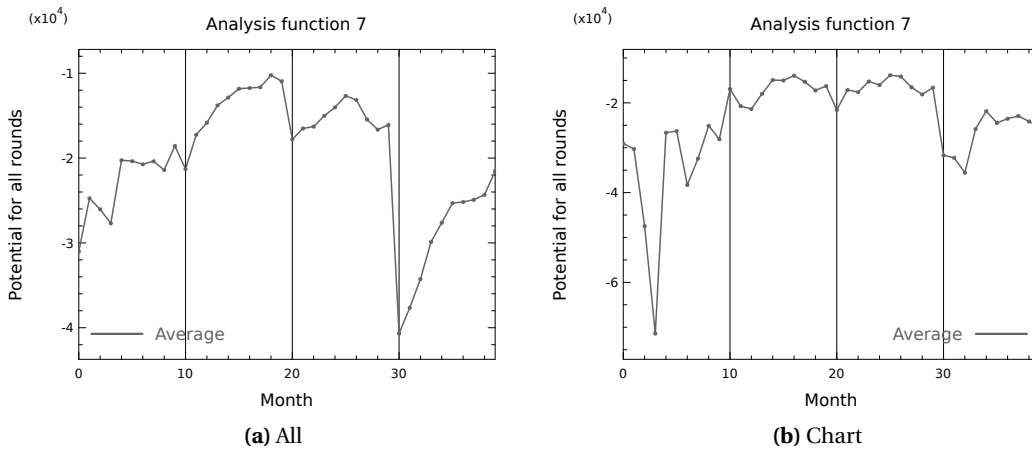 (x10^4)
Analysis function 7
Potential for all rounds
-1
-2
-3
-4
Average
0
10
20
30
Month
(a) All
(x10^4)
Analysis function 7
Potential for all rounds
-2
-4
-6
Average
0
10
20
30
Month
(b) Chart